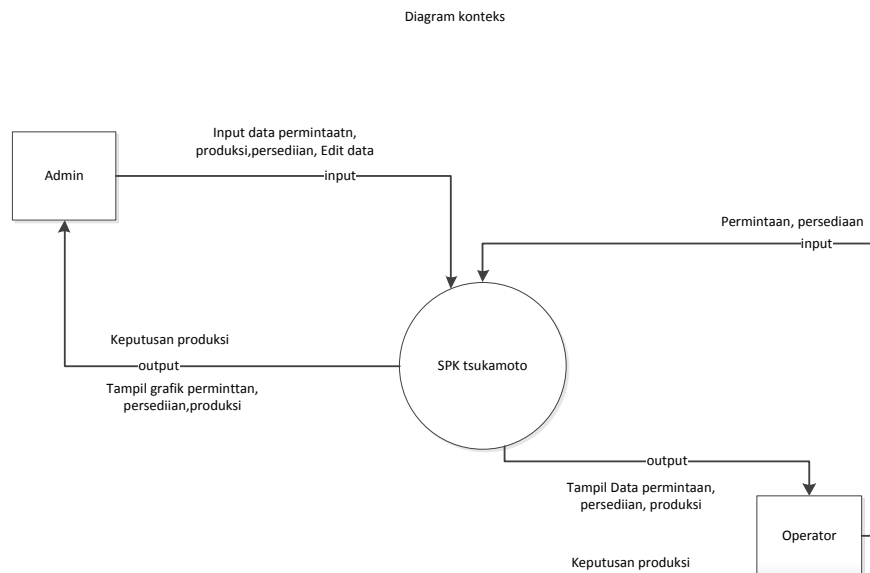 Diagram konteks
Input data permintaatn,
produksi,persediian, Edit data
Admin
input
Permintaan, persediaan
input
Keputusan produksi
output
Tampil grafik perminttan,
persediian,produksi
SPK tsukamoto
output
Tampil Data permintaan,
persediian, produksi
Operator
Keputusan produksi